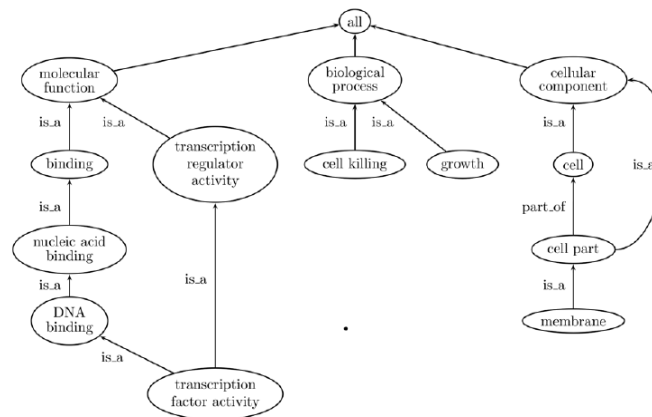 all
molecular
function
biological
process
cellular
component
is_a
is_a
is_a
is_a
is_a
binding
transcription
regulator
activity
cell killing
growth
cell
is_a
is_a
part_of
nucleic acid
binding
cell part
is_a
is_a
is_a
DNA
binding
membrane
is_a
transcription
factor activity